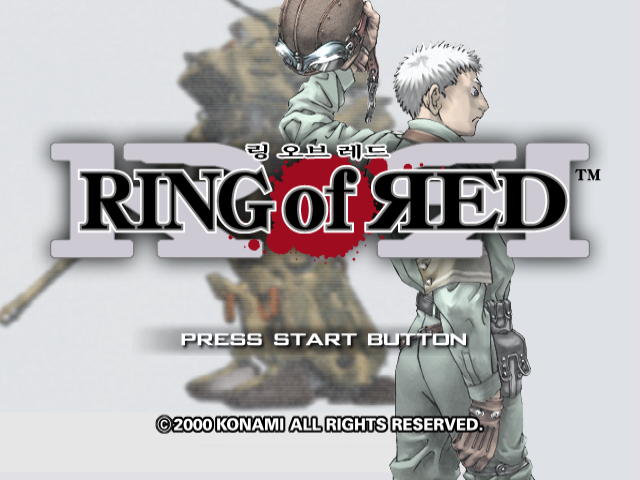 링 오브 레드
RING of ЯED™
PRESS START BUTTON
©2000 KONAMI ALL RIGHTS RESERVED.